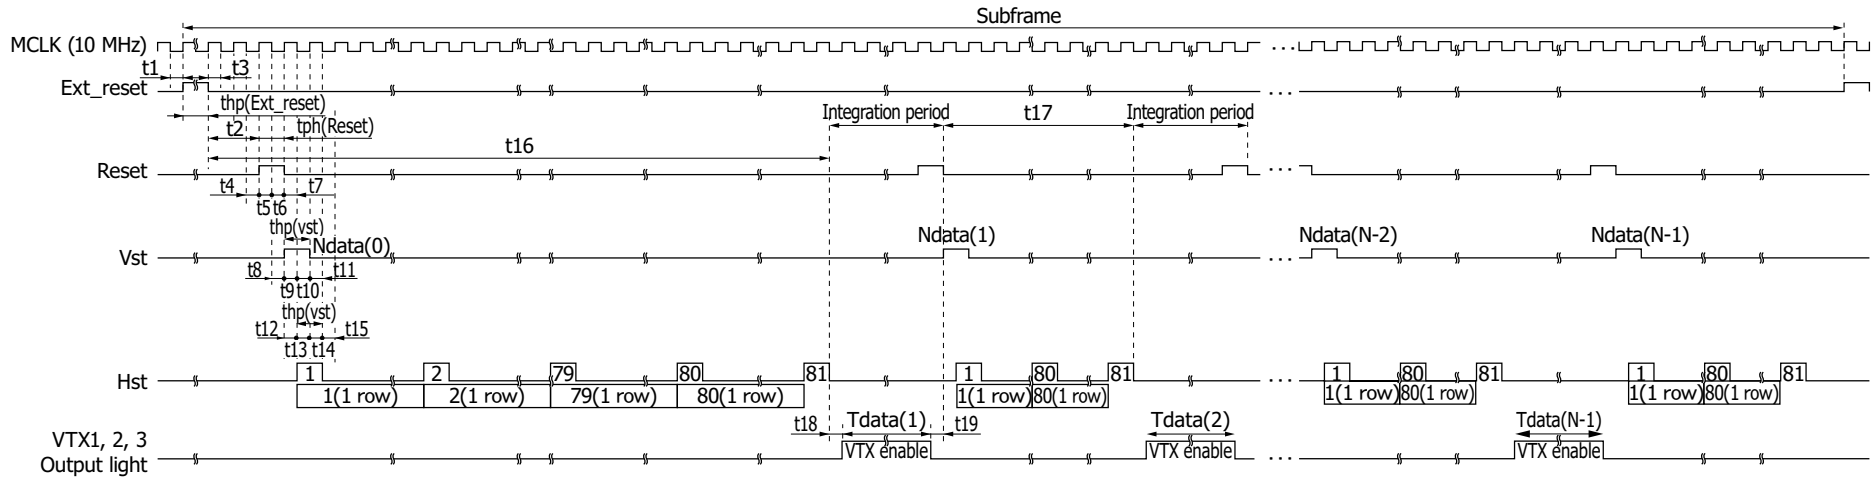 Subframe
MCLK (10 MHz)
t1 t3
Ext_reset
thp(Ext_reset)
t2 tph(Reset)
Integration period t17 Integration period
t16
Reset
t4 t7
t5 t6
thp(vst)
Ndata(0) Ndata(1) Ndata(N-2) Ndata(N-1)
Vst
t8 t11
t9 t10
thp(vst)
t12 t15
t13 t14
Hst 1 2 79 80 81 1 80 81 1 80 81 1 80 81
1(1 row) 2(1 row) 79(1 row) 80(1 row) 1(1 row) 80(1 row) 1(1 row) 80(1 row) 1(1 row) 80(1 row)
t18 Tdata(1) t19 Tdata(2) Tdata(N-1)
VTX1, 2, 3
Output light
VTX enable VTX enable VTX enable